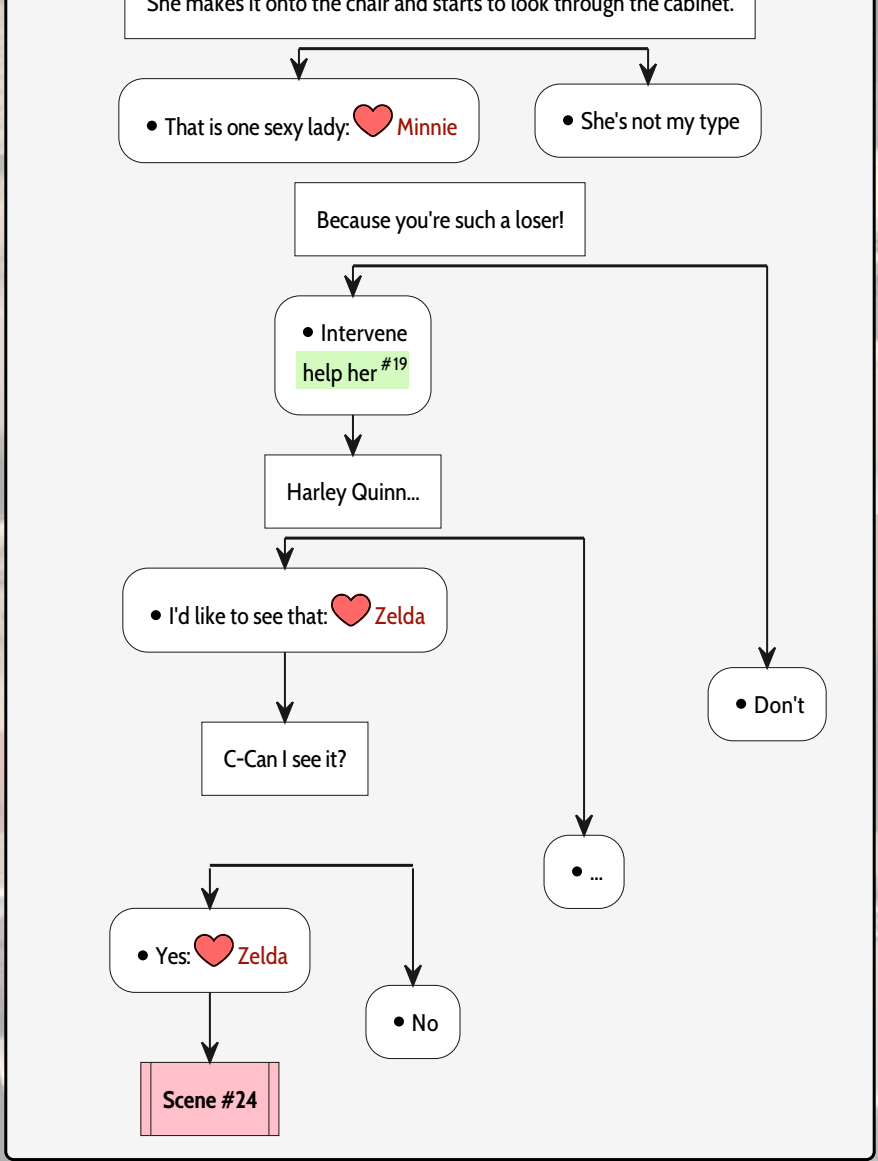 She makes it onto the chair and starts to look through the cabinet.
• That is one sexy lady: Minnie
• She's not my type
Because you're such a loser!
• Intervene
help her #19
Harley Quinn...
• I'd like to see that: Zelda
• Don't
C-Can I see it?
• ...
• Yes: Zelda
• No
Scene #24